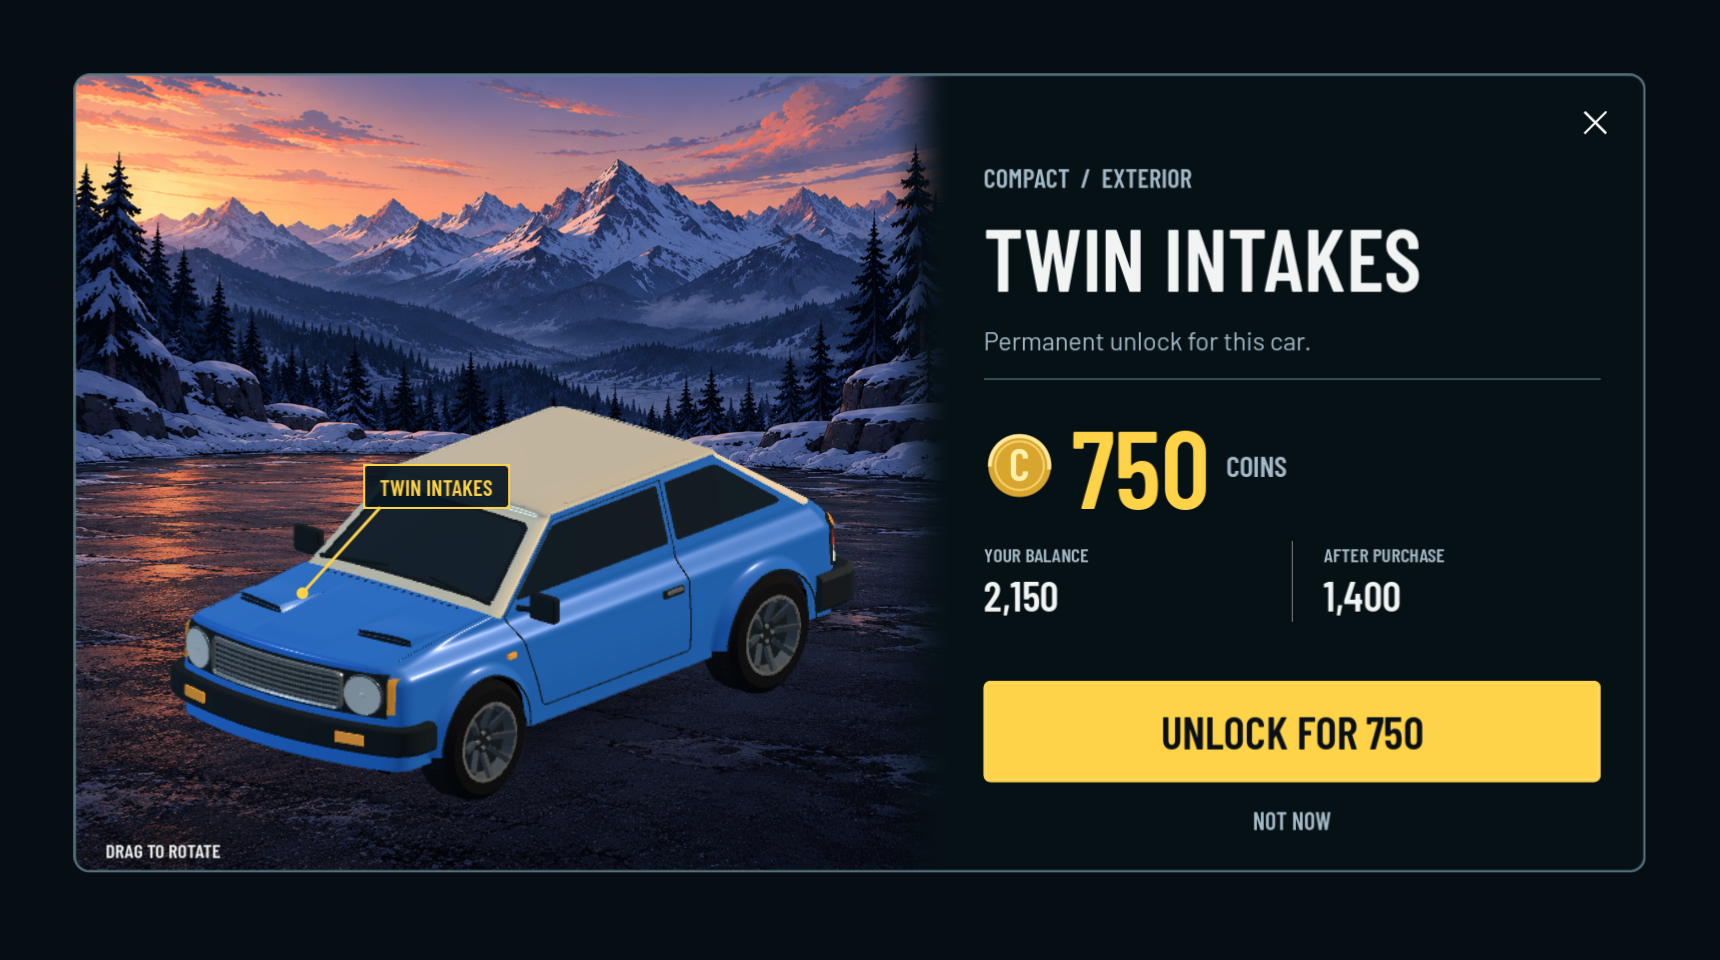 COMPACT / EXTERIOR
TWIN INTAKES
Permanent unlock for this car.
C 750 COINS
YOUR BALANCE
2,150
AFTER PURCHASE
1,400
UNLOCK FOR 750
NOT NOW
TWIN INTAKES
DRAG TO ROTATE